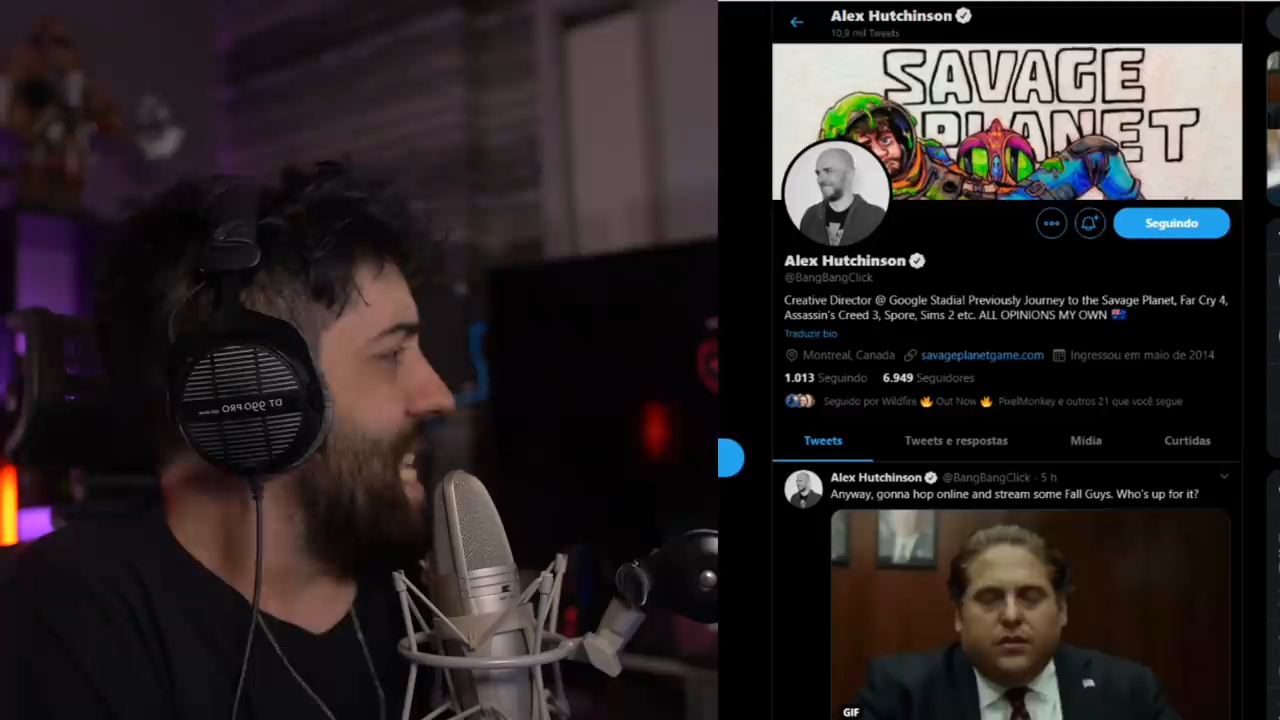 Alex Hutchinson
10,9 mil Tweets
SAVAGE
PLANET
Seguindo
Alex Hutchinson
@BangBangClick
Creative Director @ Google Stadia! Previously Journey to the Savage Planet, Far Cry 4,
Assassin's Creed 3, Spore, Sims 2 etc. ALL OPINIONS MY OWN 🇦🇺
Traduzir bio
Montreal, Canada savageplanetgame.com Ingressou em maio de 2014
1.013 Seguindo 6.949 Seguidores
Seguido por Wildfire 🔥 Out Now 🔥, PixelMonkey e outros 21 que você segue
Tweets Tweets e respostas Mídia Curtidas
Alex Hutchinson @BangBangClick · 5 h
Anyway, gonna hop online and stream some Fall Guys. Who's up for it?
GIF
DT 990 PRO